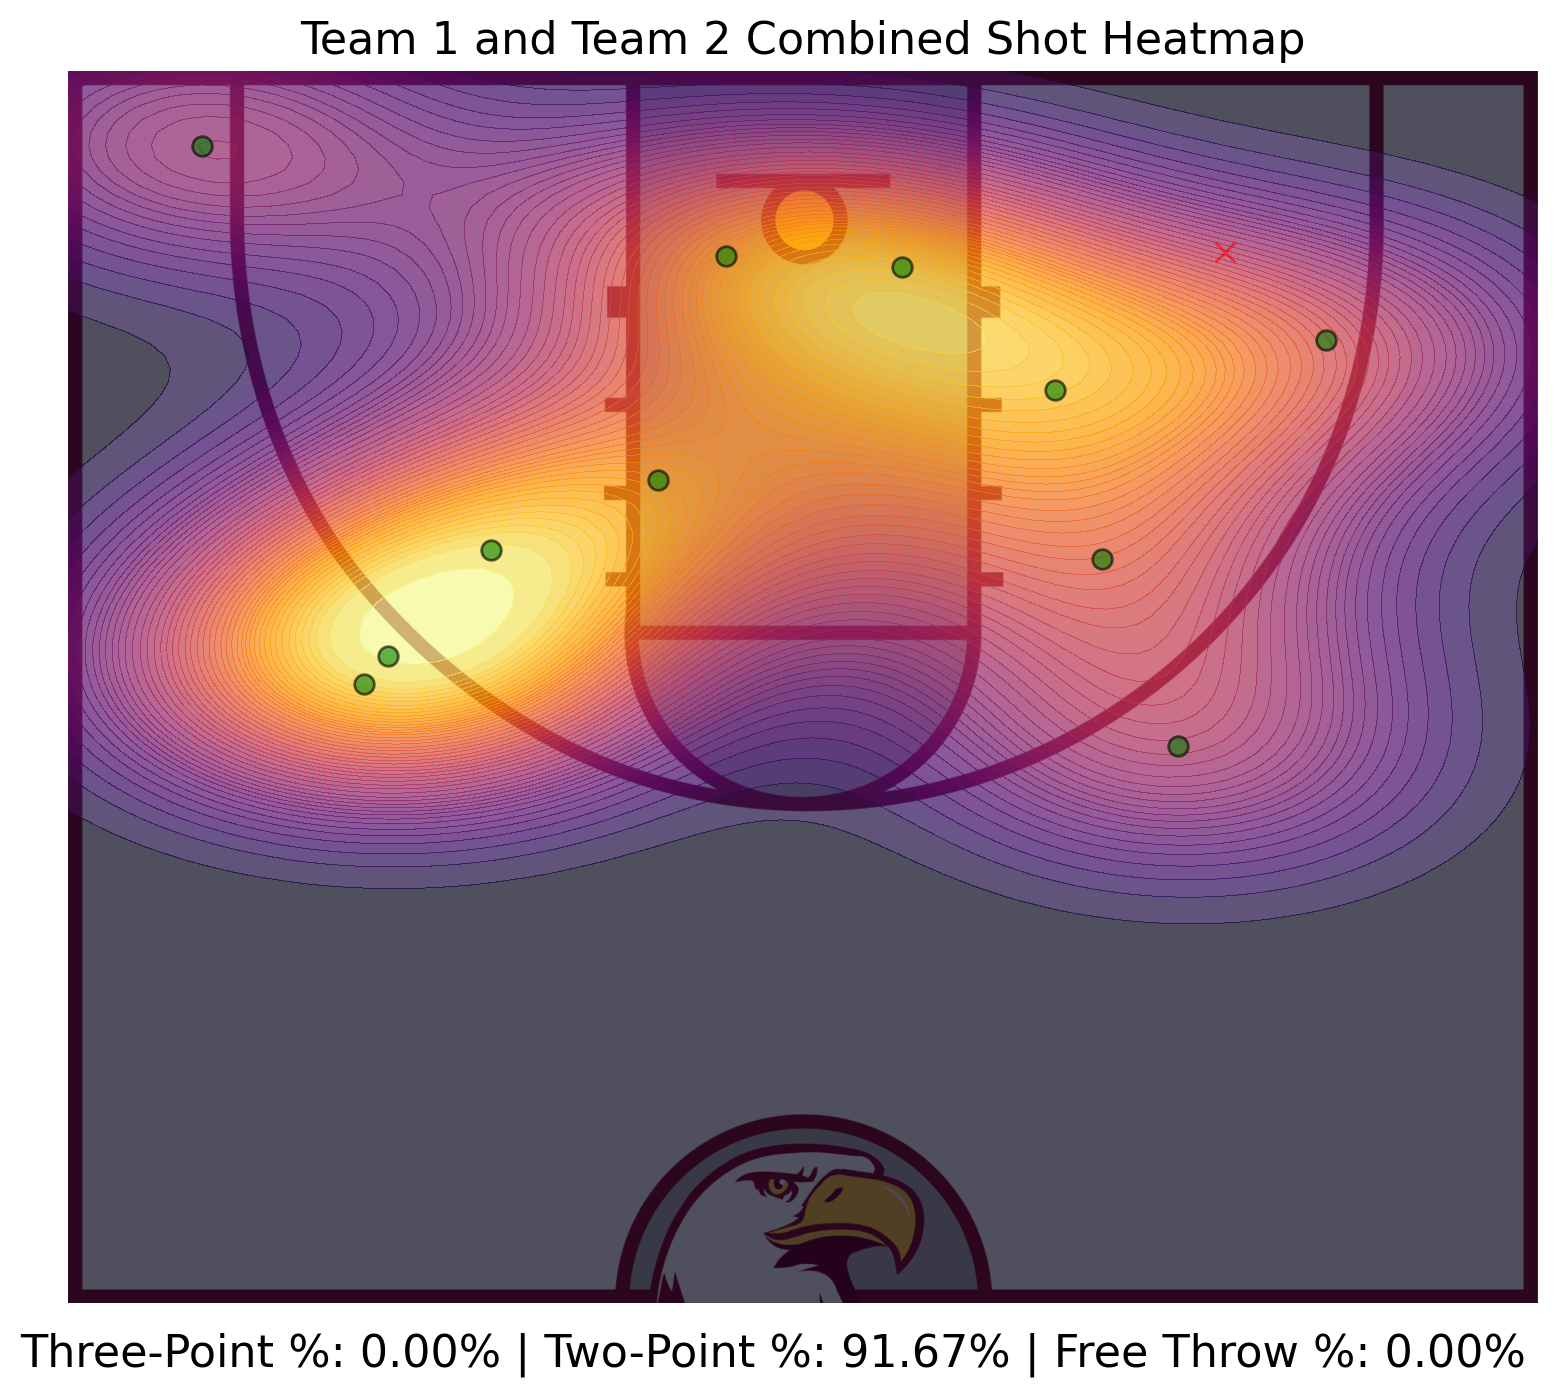 Team 1 and Team 2 Combined Shot Heatmap
Three-Point %: 0.00% | Two-Point %: 91.67% | Free Throw %: 0.00%